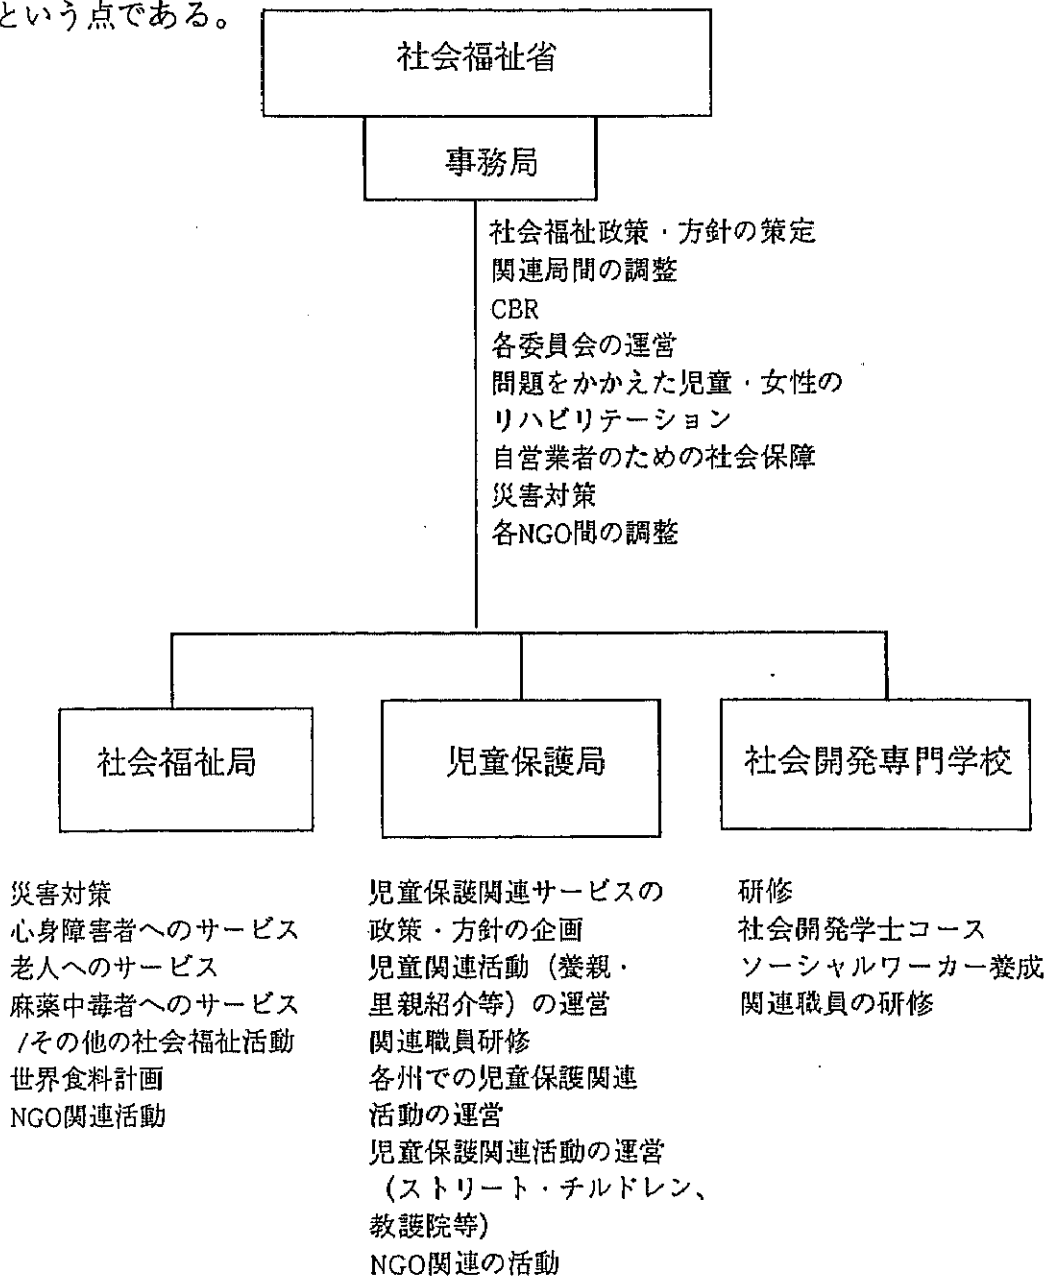 という点である。
社会福祉省
事務局
社会福祉政策・方針の策定
関連局間の調整
CBR
各委員会の運営
問題をかかえた児童・女性の
リハビリテーション
自営業者のための社会保障
災害対策
各NGO間の調整
社会福祉局
児童保護局
社会開発専門学校
災害対策
心身障害者へのサービス
老人へのサービス
麻薬中毒者へのサービス
/その他の社会福祉活動
世界食料計画
NGO関連活動
児童保護関連サービスの
政策・方針の企画
児童関連活動（養親・
里親紹介等）の運営
関連職員研修
各州での児童保護関連
活動の運営
児童保護関連活動の運営
（ストリート・チルドレン、
教護院等）
NGO関連の活動
研修
社会開発学士コース
ソーシャルワーカー養成
関連職員の研修